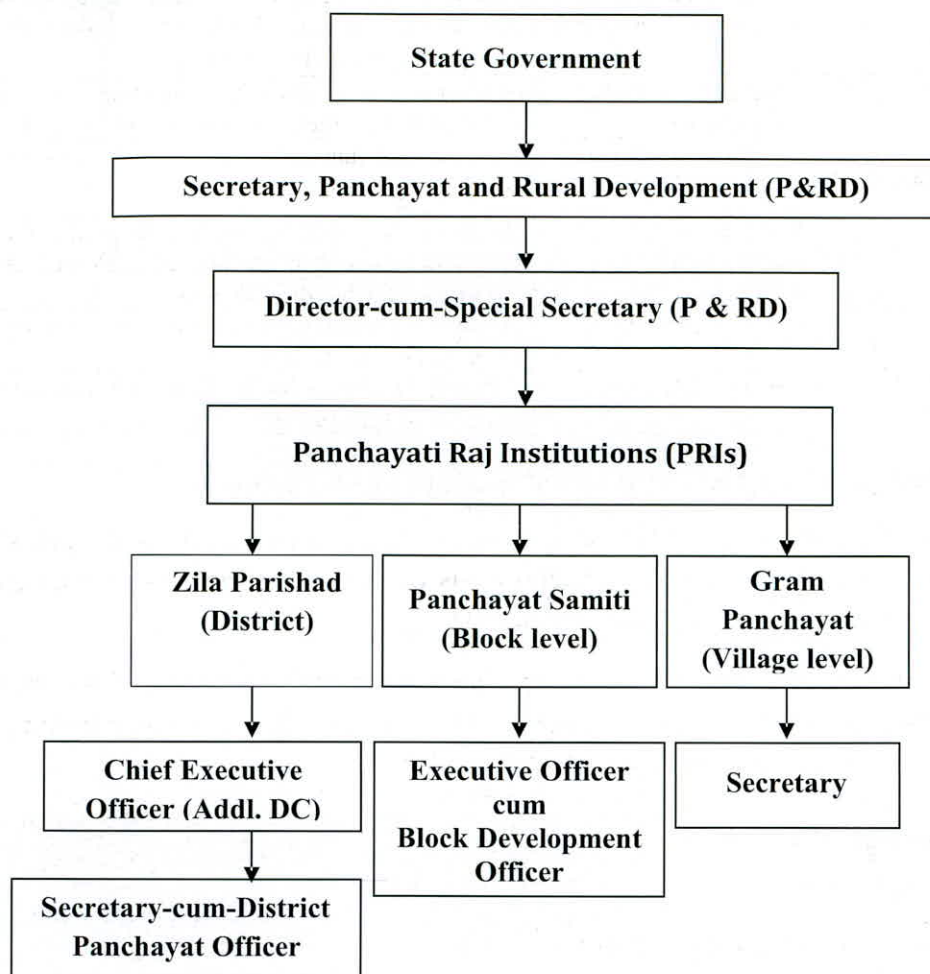 State Government
Secretary, Panchayat and Rural Development (P&RD)
Director-cum-Special Secretary (P & RD)
Panchayati Raj Institutions (PRIs)
Zila Parishad
(District)
Panchayat Samiti
(Block level)
Gram
Panchayat
(Village level)
Chief Executive
Officer (Addl. DC)
Executive Officer
cum
Block Development
Officer
Secretary
Secretary-cum-District
Panchayat Officer